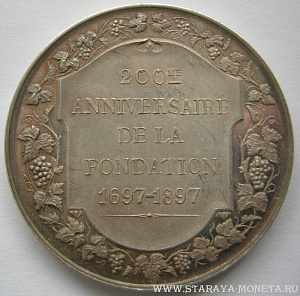 200ME
ANNIVERSAIRE
DE LA
FONDATION
1697-1897
WWW.STARAYA-MONETA.RU